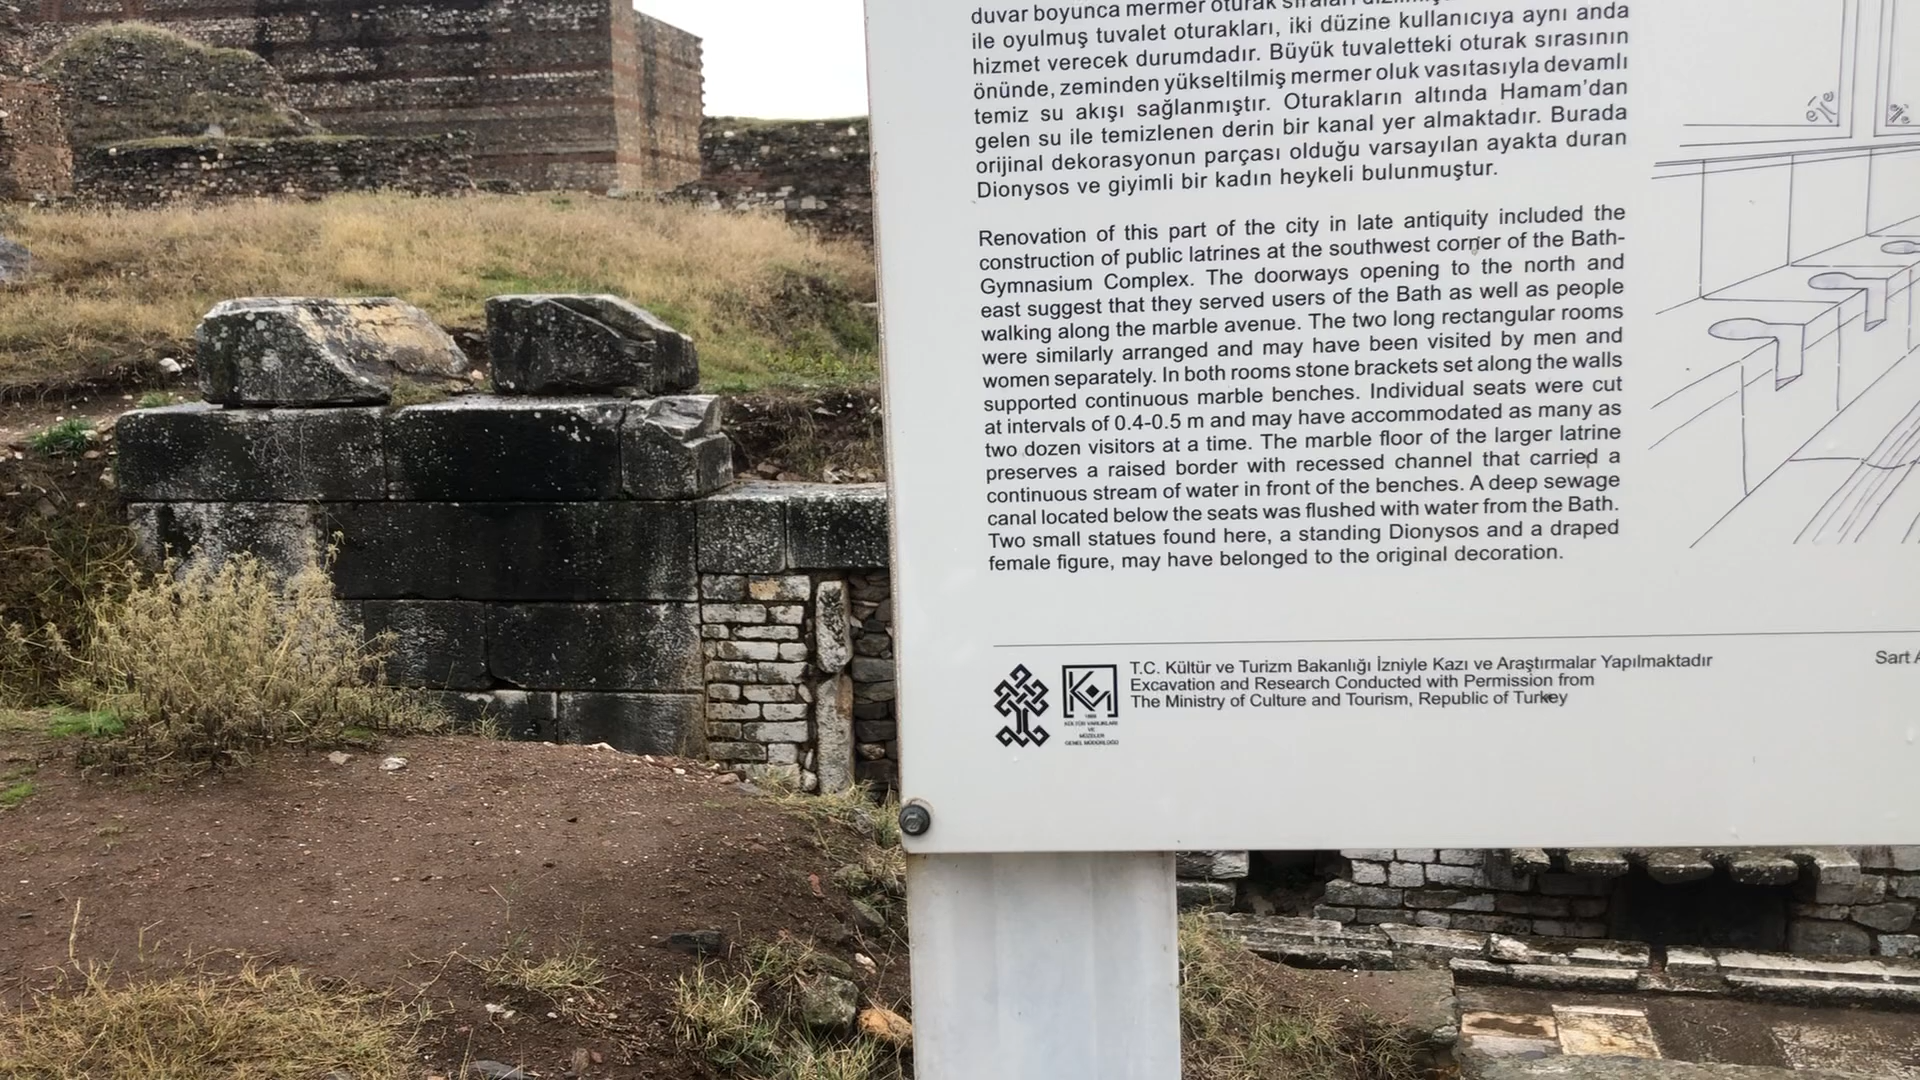 duvar boyunca mermer oturak sıraları
ile oyulmuş tuvalet oturakları, iki düzine kullanıcıya aynı anda
hizmet verecek durumdadır. Büyük tuvaletteki oturak sırasının
önünde, zeminden yükseltilmiş mermer oluk vasıtasıyla devamlı
temiz su akışı sağlanmıştır. Oturakların altında Hamam'dan
gelen su ile temizlenen derin bir kanal yer almaktadır. Burada
orijinal dekorasyonun parçası olduğu varsayılan ayakta duran
Dionysos ve giyimli bir kadın heykeli bulunmuştur.
Renovation of this part of the city in late antiquity included the
construction of public latrines at the southwest corner of the Bath-
Gymnasium Complex. The doorways opening to the north and
east suggest that they served users of the Bath as well as people
walking along the marble avenue. The two long rectangular rooms
were similarly arranged and may have been visited by men and
women separately. In both rooms stone brackets set along the walls
supported continuous marble benches. Individual seats were cut
at intervals of 0.4-0.5 m and may have accommodated as many as
two dozen visitors at a time. The marble floor of the larger latrine
preserves a raised border with recessed channel that carried a
continuous stream of water in front of the benches. A deep sewage
canal located below the seats was flushed with water from the Bath.
Two small statues found here, a standing Dionysos and a draped
female figure, may have belonged to the original decoration.
T.C. Kültür ve Turizm Bakanlığı İzniyle Kazı ve Araştırmalar Yapılmaktadır
Excavation and Research Conducted with Permission from
The Ministry of Culture and Tourism, Republic of Turkey
KÜLTÜR VARLIKLARI
VE
MÜZELER
GENEL MÜDÜRLÜĞÜ
Sart